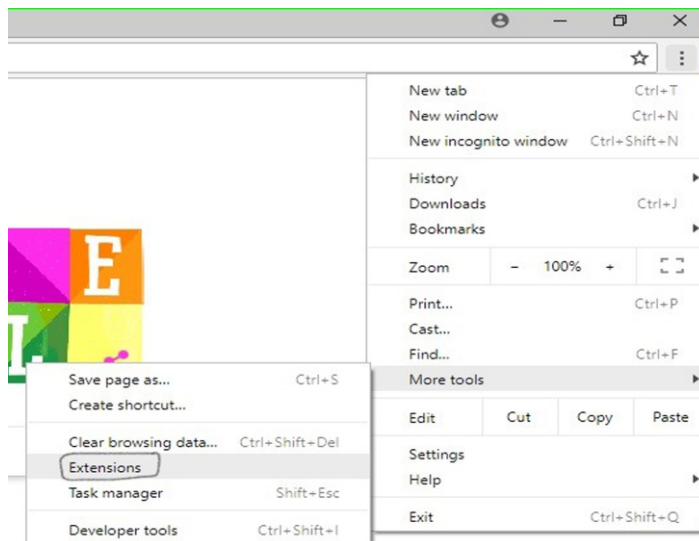 New tab Ctrl+T
New window Ctrl+N
New incognito window Ctrl+Shift+N
History
Downloads Ctrl+J
Bookmarks
Zoom - 100% +
Print... Ctrl+P
Cast...
Find... Ctrl+F
More tools
Edit Cut Copy Paste
Settings
Help
Exit Ctrl+Shift+Q
E
L
Save page as... Ctrl+S
Create shortcut...
Clear browsing data... Ctrl+Shift+Del
Extensions
Task manager Shift+Esc
Developer tools Ctrl+Shift+I